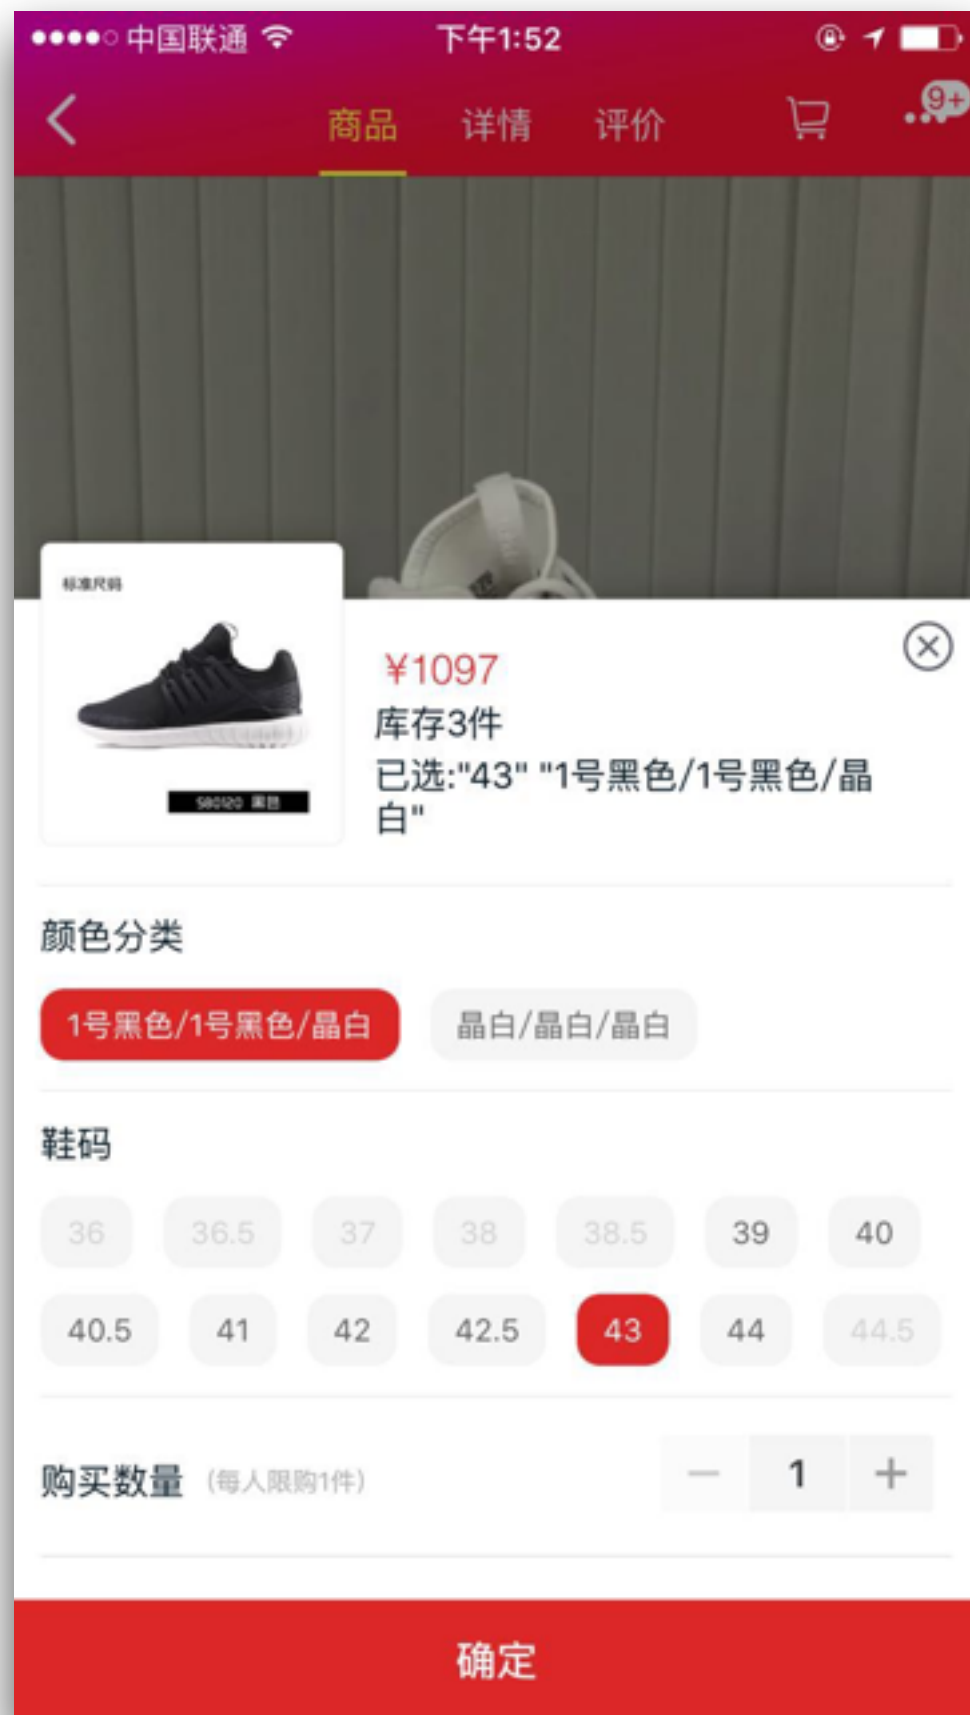 中国联通
下午1:52
商品
详情
评价
9+
标准尺码
S80120 黑色
¥1097
库存3件
已选:"43" "1号黑色/1号黑色/晶
白"
颜色分类
1号黑色/1号黑色/晶白
晶白/晶白/晶白
鞋码
36 36.5 37 38 38.5 39 40
40.5 41 42 42.5 43 44 44.5
购买数量 (每人限购1件)
1
确定